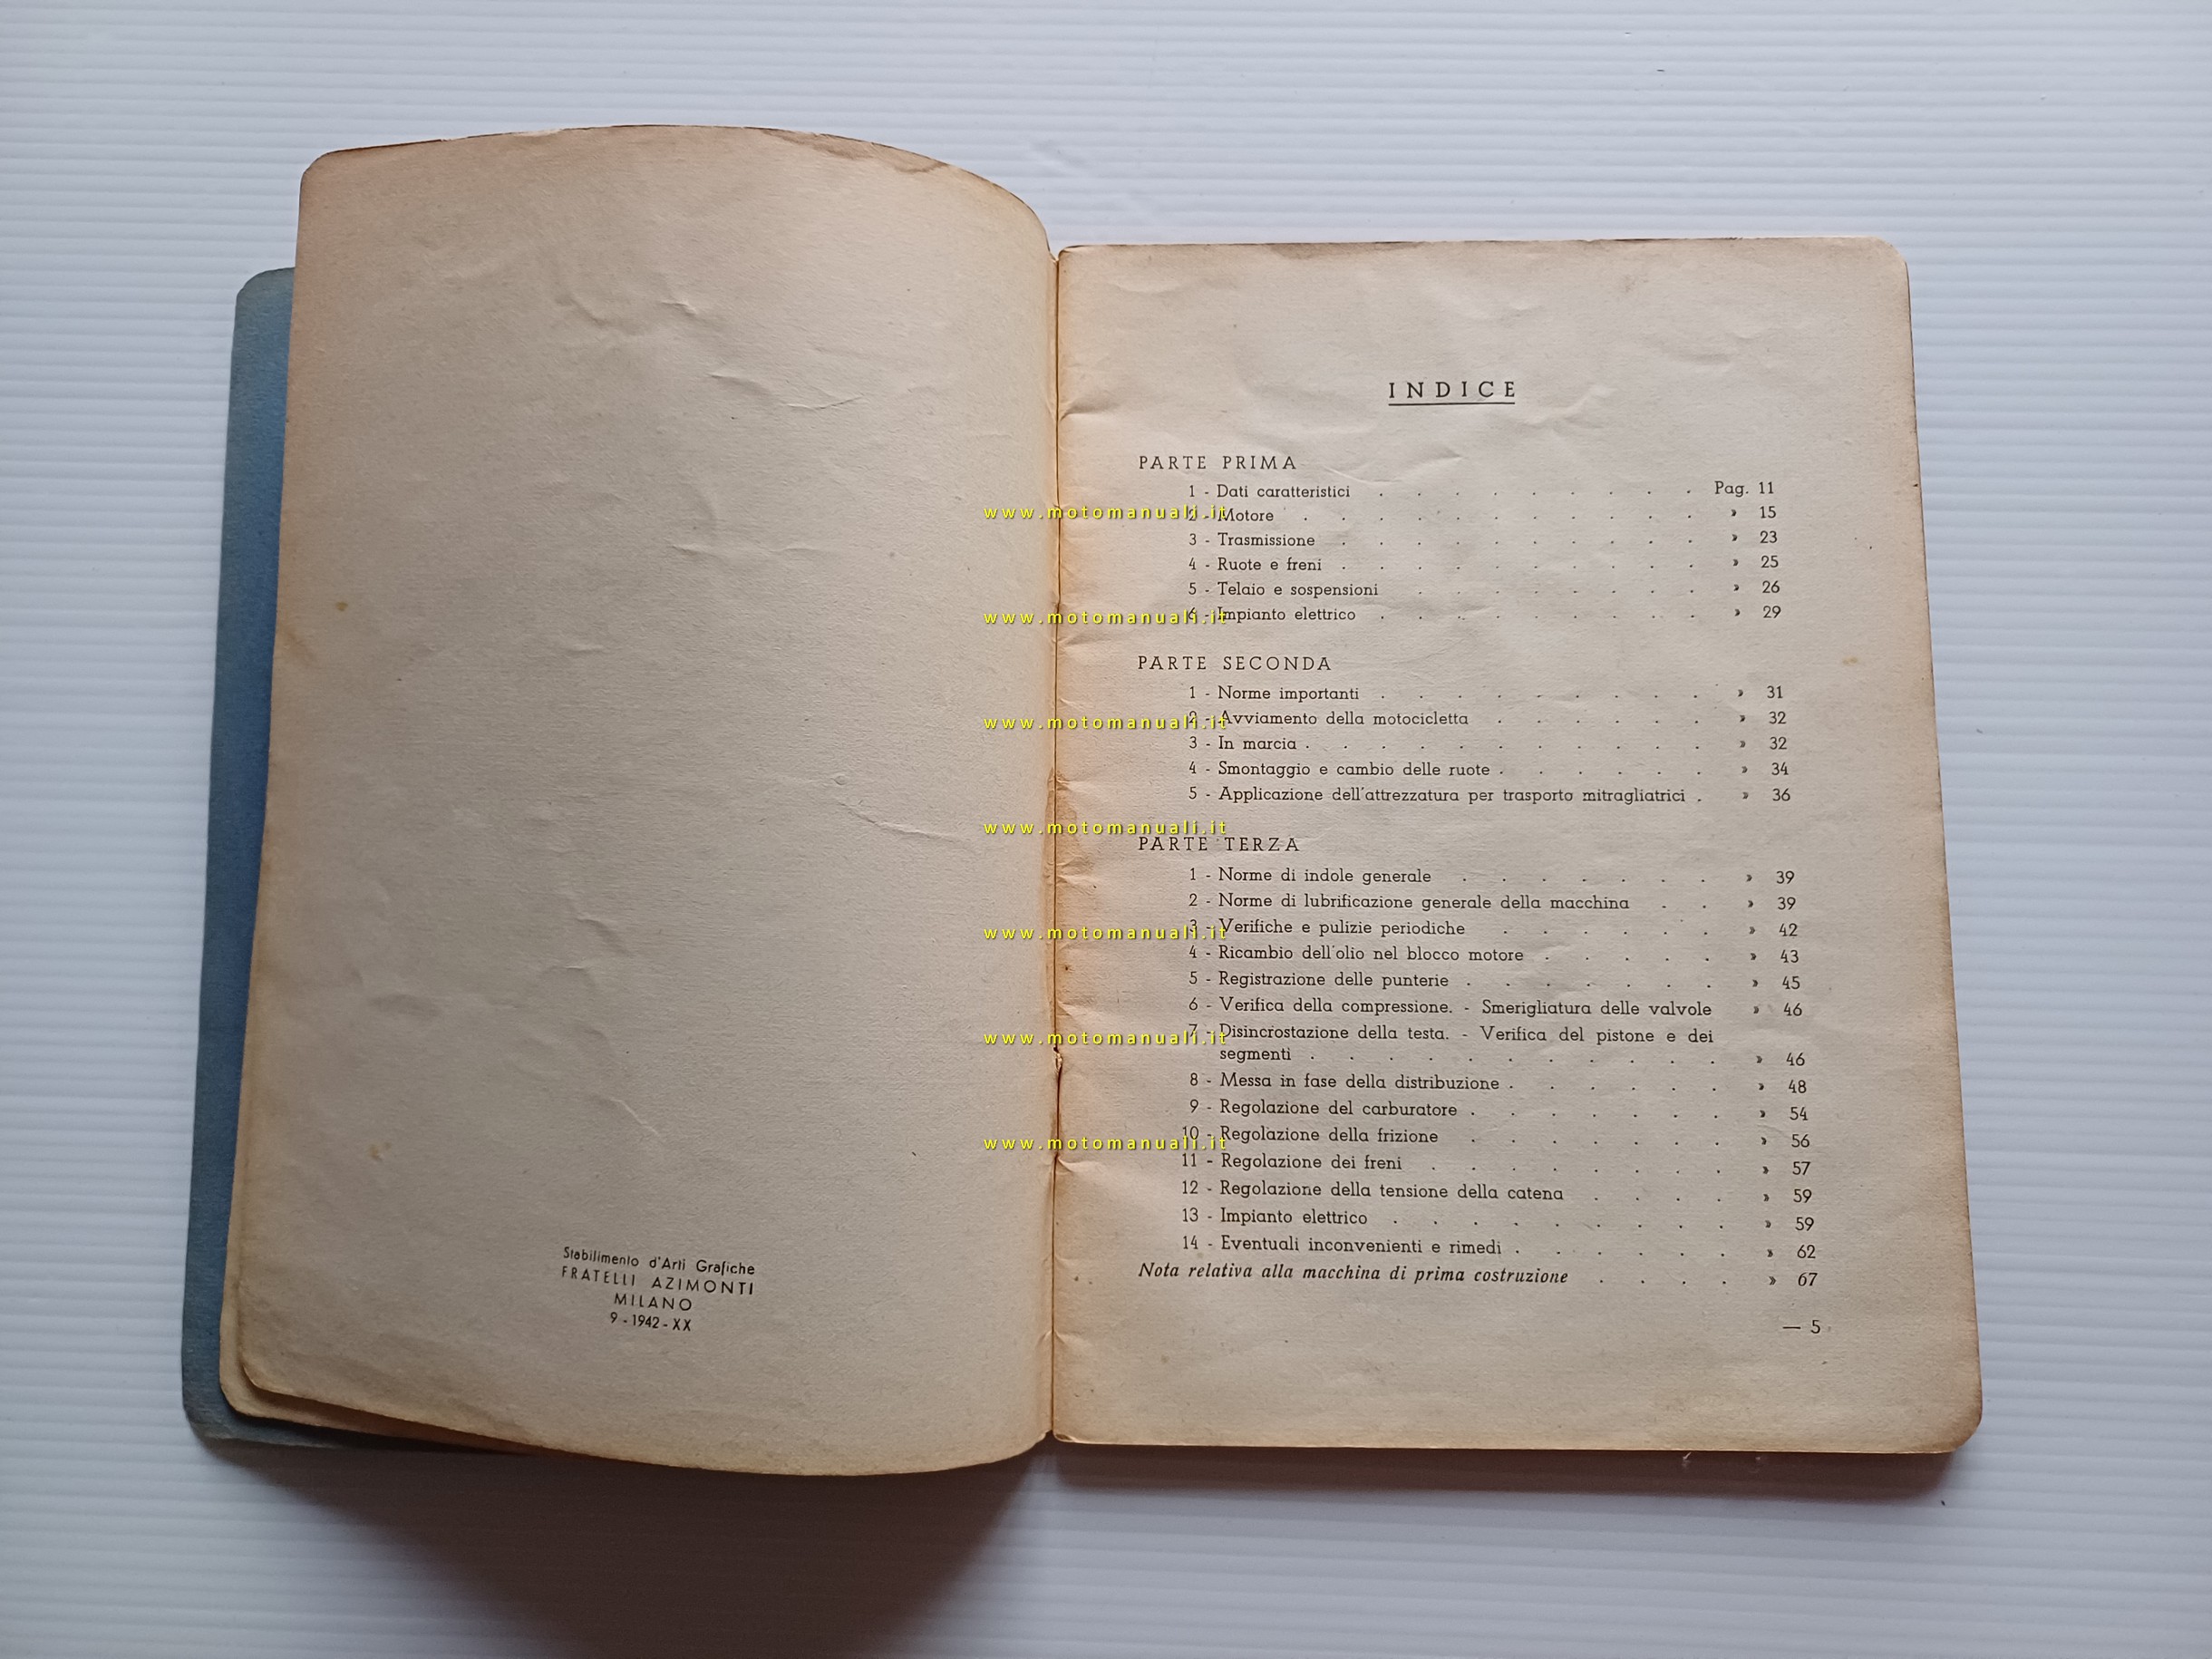 Stabilimento d'Arti Grafiche
FRATELLI AZIMONTI
MILANO
9 - 1942 - XX
INDICE
PARTE PRIMA
1 - Dati caratteristici . . . . . . . . . Pag. 11
2 - Motore . . . . . . . . . . . » 15
3 - Trasmissione . . . . . . . . . . » 23
4 - Ruote e freni . . . . . . . . . . » 25
5 - Telaio e sospensioni . . . . . . . . » 26
6 - Impianto elettrico . . . . . . . . . » 29
PARTE SECONDA
1 - Norme importanti . . . . . . . . . » 31
2 - Avviamento della motocicletta . . . . . . » 32
3 - In marcia . . . . . . . . . . . » 32
4 - Smontaggio e cambio delle ruote . . . . . . » 34
5 - Applicazione dell'attrezzatura per trasporto mitragliatrici . » 36
PARTE TERZA
1 - Norme di indole generale . . . . . . . » 39
2 - Norme di lubrificazione generale della macchina . . » 39
3 - Verifiche e pulizie periodiche . . . . . . » 42
4 - Ricambio dell'olio nel blocco motore . . . . . » 43
5 - Registrazione delle punterie . . . . . . . » 45
6 - Verifica della compressione. - Smerigliatura delle valvole » 46
7 - Disincrostazione della testa. - Verifica del pistone e dei
segmenti . . . . . . . . . . . » 46
8 - Messa in fase della distribuzione . . . . . . » 48
9 - Regolazione del carburatore . . . . . . . » 54
10 - Regolazione della frizione . . . . . . . » 56
11 - Regolazione dei freni . . . . . . . . » 57
12 - Regolazione della tensione della catena . . . . » 59
13 - Impianto elettrico . . . . . . . . . » 59
14 - Eventuali inconvenienti e rimedi . . . . . . » 62
Nota relativa alla macchina di prima costruzione . . . . » 67
— 5
www.motomanuali.it
www.motomanuali.it
www.motomanuali.it
www.motomanuali.it
www.motomanuali.it
www.motomanuali.it
www.motomanuali.it